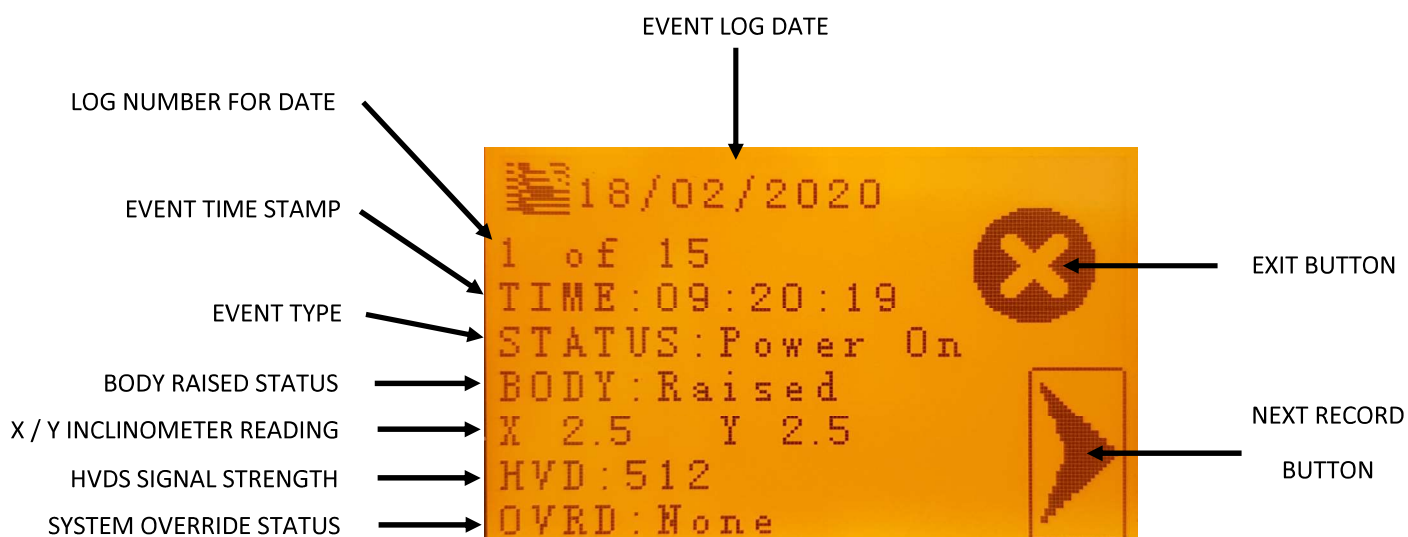 EVENT LOG DATE
LOG NUMBER FOR DATE
EVENT TIME STAMP
EVENT TYPE
BODY RAISED STATUS
X / Y INCLINOMETER READING
HVDS SIGNAL STRENGTH
SYSTEM OVERRIDE STATUS
18/02/2020
1 of 15
TIME:09:20:19
STATUS:Power On
BODY:Raised
X 2.5 Y 2.5
HVD:512
OVRD:None
EXIT BUTTON
NEXT RECORD
BUTTON